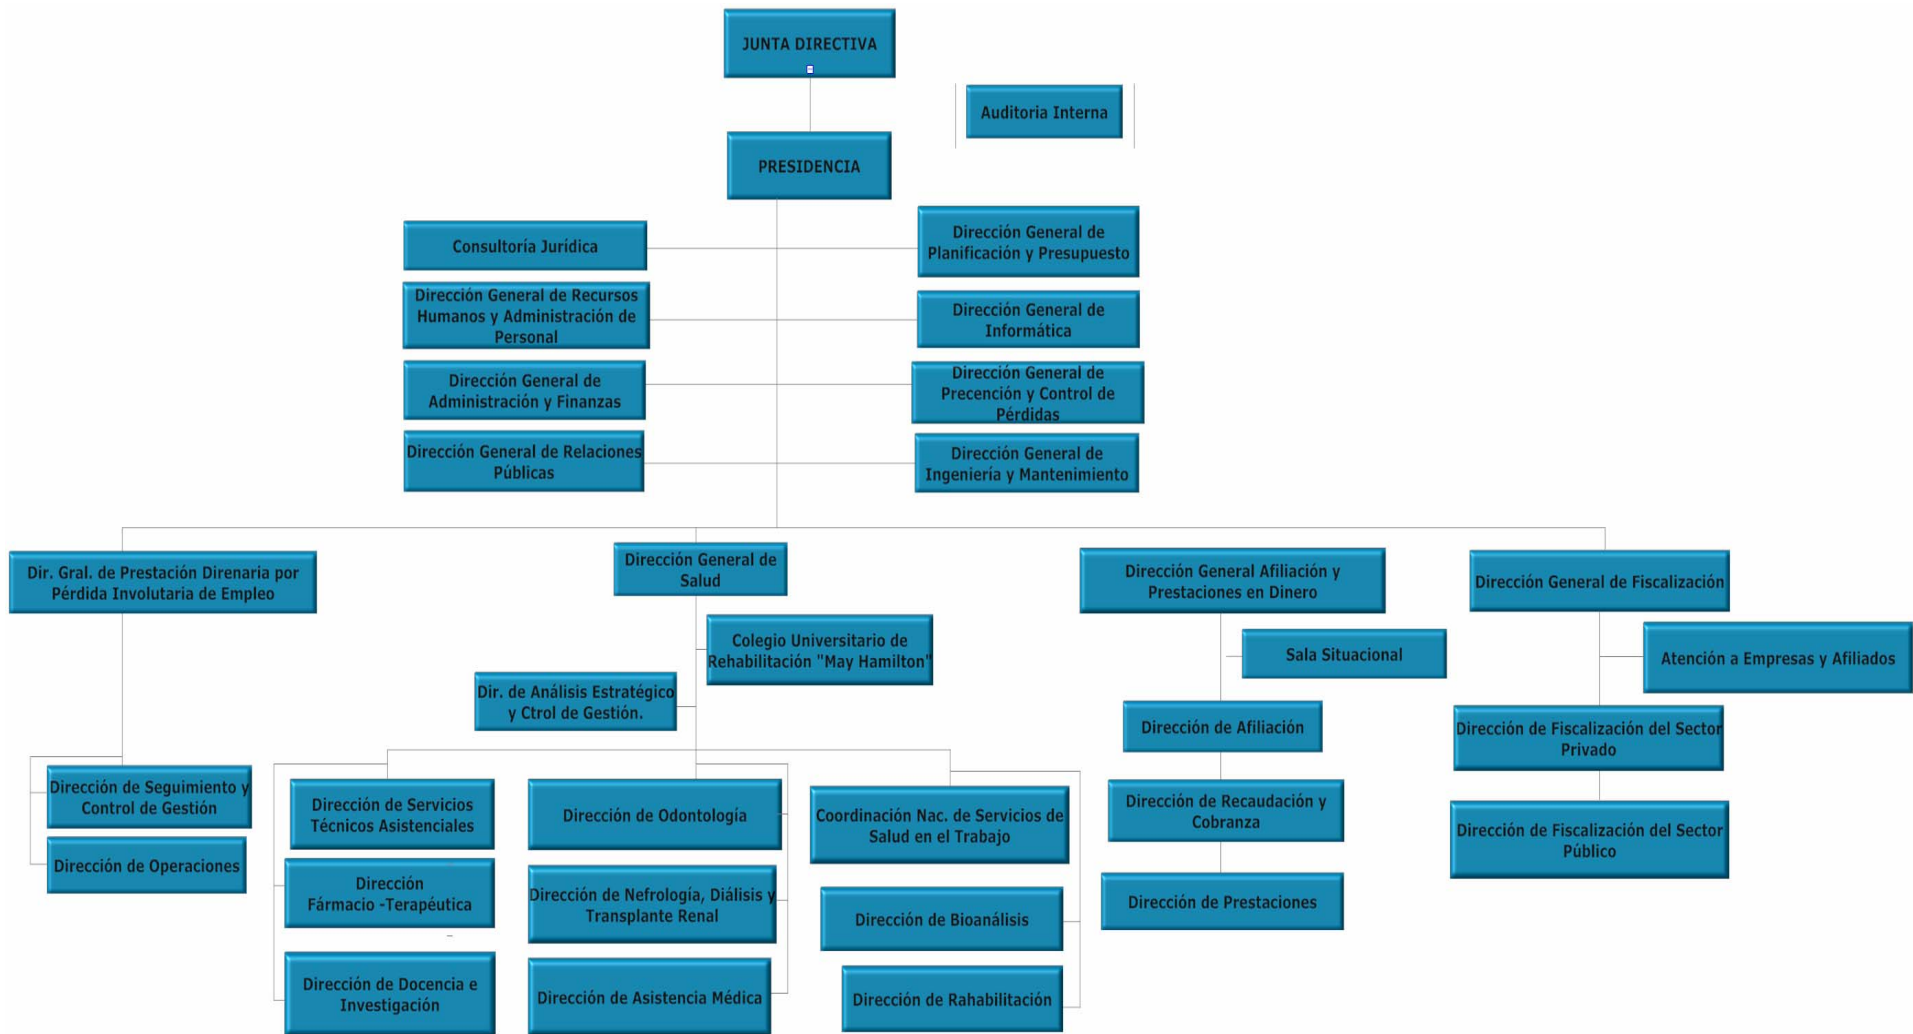 JUNTA DIRECTIVA
Auditoria Interna
PRESIDENCIA
Consultoría Jurídica
Dirección General de
Planificación y Presupuesto
Dirección General de Recursos
Humanos y Administración de
Personal
Dirección General de
Informática
Dirección General de
Administración y Finanzas
Dirección General de
Precención y Control de
Pérdidas
Dirección General de Relaciones
Públicas
Dirección General de
Ingeniería y Mantenimiento
Dir. Gral. de Prestación Direnaria por
Pérdida Involutaria de Empleo
Dirección General de
Salud
Dirección General Afiliación y
Prestaciones en Dinero
Dirección General de Fiscalización
Colegio Universitario de
Rehabilitación "May Hamilton"
Sala Situacional
Atención a Empresas y Afiliados
Dir. de Análisis Estratégico
y Ctrol de Gestión.
Dirección de Afiliación
Dirección de Fiscalización del Sector
Privado
Dirección de Seguimiento y
Control de Gestión
Dirección de Servicios
Técnicos Asistenciales
Dirección de Odontología
Coordinación Nac. de Servicios de
Salud en el Trabajo
Dirección de Recaudación y
Cobranza
Dirección de Fiscalización del Sector
Público
Dirección de Operaciones
Dirección
Fármacio -Terapéutica
Dirección de Nefrología, Diálisis y
Transplante Renal
Dirección de Bioanálisis
Dirección de Prestaciones
Dirección de Docencia e
Investigación
Dirección de Asistencia Médica
Dirección de Rahabilitación